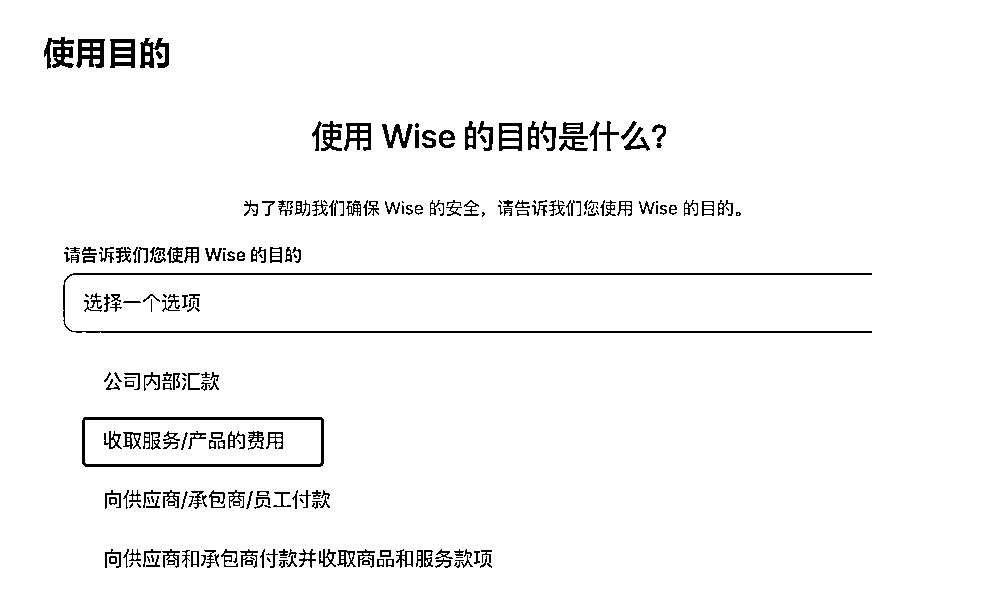 使用目的
使用 Wise 的目的是什么?
为了帮助我们确保 Wise 的安全，请告诉我们您使用 Wise 的目的。
请告诉我们您使用 Wise 的目的
选择一个选项
公司内部汇款
收取服务/产品的费用
向供应商/承包商/员工付款
向供应商和承包商付款并收取商品和服务款项